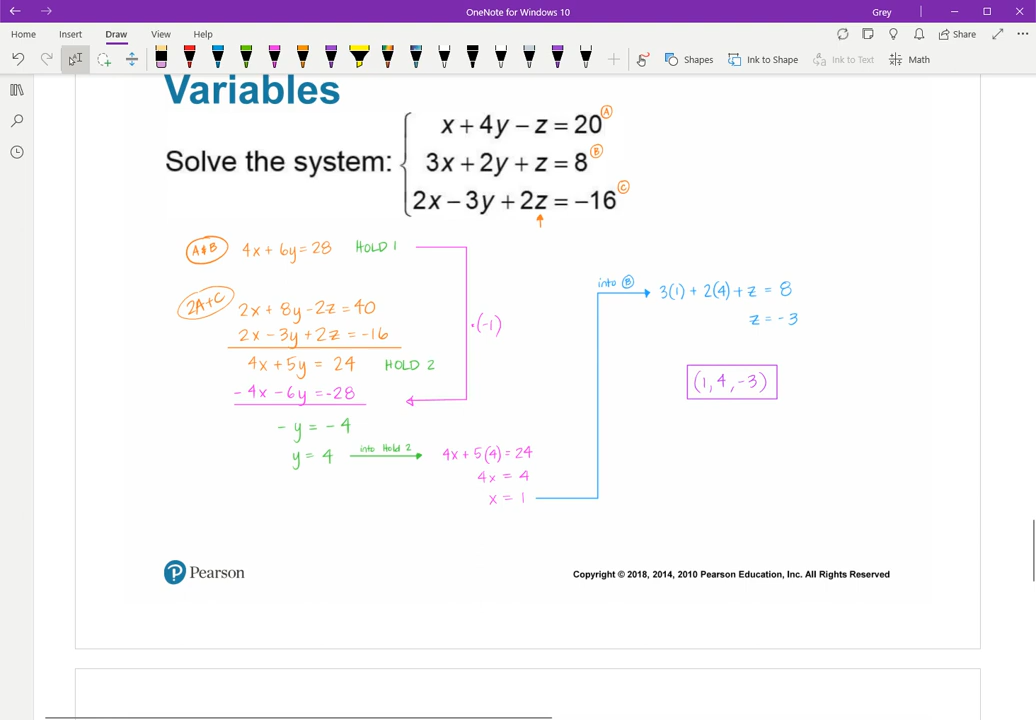 OneNote for Windows 10
Grey
Home Insert Draw View Help
Share
Shapes Ink to Shape Ink to Text Math
Variables
Solve the system:
x + 4y − z = 20 (A)
3x + 2y + z = 8 (B)
2x − 3y + 2z = −16 (C)
A&B 4x + 6y = 28 HOLD 1
2A+C 2x + 8y - 2z = 40
2x - 3y + 2z = -16
4x + 5y = 24 HOLD 2
- 4x - 6y = -28
·(-1)
- y = - 4
y = 4 into Hold 2
4x + 5(4) = 24
4x = 4
x = 1
into (B) 3(1) + 2(4) + z = 8
z = -3
(1, 4, -3)
P Pearson
Copyright © 2018, 2014, 2010 Pearson Education, Inc. All Rights Reserved